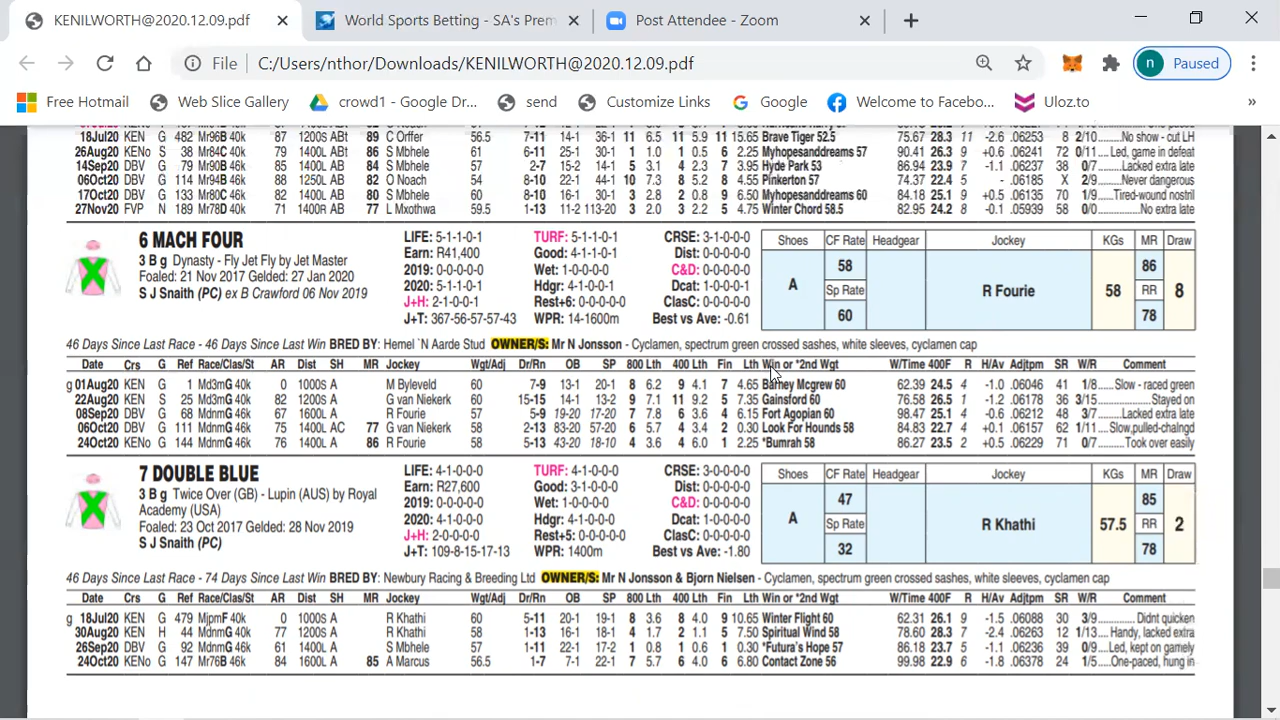 KENILWORTH@2020.12.09.pdf
World Sports Betting - SA's Prem
Post Attendee - Zoom
File C:/Users/nthor/Downloads/KENILWORTH@2020.12.09.pdf
n Paused
Free Hotmail Web Slice Gallery crowd1 - Google Dr... send Customize Links Google Welcome to Facebo... Uloz.to »
18Jul20 KEN G 482 Mr96B 40k 87 1200S ABt 89 C Orffer 56.5 7-11 14-1 36-1 11 6.5 11 5.9 11 15.65 Brave Tiger 52.5 75.67 28.3 11 -2.6 .06253 8 2/10 ...No show - cut LH
26Aug20 KENo S 38 Mr84C 40k 90 1400L ABt 86 S Mbhele 61 6-11 25-1 30-1 1 1.0 1 0.5 6 2.25 Myhopesanddreams 57 90.41 26.3 9 +0.6 .06241 72 0/11 ..Led, game in defeat
14Sep20 DBV G 79 Mr90B 46k 85 1400L AB 84 S Mbhele 57 2-7 15-2 14-1 5 3.1 4 2.3 7 3.95 Hyde Park 53 86.94 23.9 7 -1.1 .06237 38 0/6 .....Lacked extra late
06Oct20 DBV G 114 Mr94B 46k 88 1250L AB 82 O Noach 54 8-10 22-1 44-1 10 7.3 8 5.2 8 4.55 Pinkerton 57 74.37 22.4 5 - .06185 X 2/9 ......Never dangerous
17Oct20 DBV G 133 Mr80C 46k 82 1400L AB 80 S Mbhele 60 8-10 16-1 30-1 3 2.8 2 0.8 9 6.50 Myhopesanddreams 60 84.18 25.1 9 +0.5 .06135 70 1/9 ...Tired-wound nostril
27Nov20 FVP N 189 Mr78D 40k 71 1400R AB 77 L Mxothwa 59.5 1-13 11-2 113-20 3 2.0 3 2.2 5 4.75 Winter Chord 58.5 82.95 24.2 8 -0.1 .05939 58 0/0 ..........No extra late
6 MACH FOUR
3 B g Dynasty - Fly Jet Fly by Jet Master
Foaled: 21 Nov 2017 Gelded: 27 Jan 2020
S J Snaith (PC) ex B Crawford 06 Nov 2019
LIFE: 5-1-1-0-1 TURF: 5-1-1-0-1 CRSE: 3-1-0-0-0
Earn: R41,400 Good: 4-1-1-0-1 Dist: 0-0-0-0-0
2019: 0-0-0-0-0 Wet: 1-0-0-0-0 C&D: 0-0-0-0-0
2020: 5-1-1-0-1 Hdgr: 4-1-1-0-1 Dcat: 1-0-1-0-0
J+H: 2-1-0-0-1 Rest+6: 0-0-0-0-0 ClasC: 0-0-0-0-0
J+T: 367-56-57-57-43 WPR: 14-1600m Best vs Ave: -0.61
Shoes CF Rate Headgear Jockey KGs MR Draw
A 58 Sp Rate 60 R Fourie 58 86 RR 78 8
46 Days Since Last Race - 46 Days Since Last Win BRED BY: Hemel `N Aarde Stud OWNER/S: Mr N Jonsson - Cyclamen, spectrum green crossed sashes, white sleeves, cyclamen cap
Date Crs G Ref Race/Clas/St AR Dist SH MR Jockey Wgt/Adj Dr/Rn OB SP 800 Lth 400 Lth Fin Lth Win or *2nd Wgt W/Time 400F R H/Av Adjtpm SR W/R Comment
g 01Aug20 KEN G 1 Md3mG 40k 0 1000S A M Byleveld 60 7-9 13-1 20-1 8 6.2 9 4.1 7 4.65 Barney Mcgrew 60 62.39 24.5 4 -1.0 .06046 41 1/8 ....Slow - raced green
22Aug20 KEN S 25 Md3mG 40k 82 1200S A G van Niekerk 60 15-15 14-1 13-2 9 7.1 11 9.2 5 7.35 Gainsford 60 76.58 26.5 1 -1.2 .06178 36 3/15 ..............Stayed on
08Sep20 DBV G 68 MdnmG 46k 79 1600L A R Fourie 57 5-9 19-20 17-20 7 7.8 3 3.6 4 6.15 Fort Agopian 60 98.47 25.1 4 -0.6 .06212 48 3/7 .....Lacked extra late
06Oct20 DBV G 111 MdnmG 46k 75 1400L AC 77 G van Niekerk 58 2-13 83-20 57-20 6 5.7 4 3.4 2 0.30 Look For Hounds 58 84.83 22.7 4 +0.1 .06157 62 1/11 ..Slow,pulled-chalngd
24Oct20 KENo G 144 MdnmG 46k 76 1400L A 86 R Fourie 58 5-13 43-20 18-10 4 3.6 4 6.0 1 2.25 *Bumrah 58 86.27 23.5 2 +0.5 .06229 71 0/7 .......Took over easily
7 DOUBLE BLUE
3 B g Twice Over (GB) - Lupin (AUS) by Royal
Academy (USA)
Foaled: 23 Oct 2017 Gelded: 28 Nov 2019
S J Snaith (PC)
LIFE: 4-1-0-0-0 TURF: 4-1-0-0-0 CRSE: 3-0-0-0-0
Earn: R27,600 Good: 3-1-0-0-0 Dist: 0-0-0-0-0
2019: 0-0-0-0-0 Wet: 1-0-0-0-0 C&D: 0-0-0-0-0
2020: 4-1-0-0-0 Hdgr: 4-1-0-0-0 Dcat: 1-0-0-0-0
J+H: 2-0-0-0-0 Rest+5: 0-0-0-0-0 ClasC: 0-0-0-0-0
J+T: 109-8-15-17-13 WPR: 1400m Best vs Ave: -1.80
Shoes CF Rate Headgear Jockey KGs MR Draw
A 47 Sp Rate 32 R Khathi 57.5 85 RR 78 2
46 Days Since Last Race - 74 Days Since Last Win BRED BY: Newbury Racing & Breeding Ltd OWNER/S: Mr N Jonsson & Bjorn Nielsen - Cyclamen, spectrum green crossed sashes, white sleeves, cyclamen cap
Date Crs G Ref Race/Clas/St AR Dist SH MR Jockey Wgt/Adj Dr/Rn OB SP 800 Lth 400 Lth Fin Lth Win or *2nd Wgt W/Time 400F R H/Av Adjtpm SR W/R Comment
g 18Jul20 KEN G 479 MjpmF 40k 0 1000S A R Khathi 60 5-11 20-1 19-1 8 3.6 9 4.0 9 10.65 Winter Flight 60 62.31 26.1 9 -1.5 .06088 30 3/9 ...........Didnt quicken
30Aug20 KEN H 44 MdnmG 46k 77 1200S A R Khathi 58 1-13 16-1 18-1 4 1.7 2 1.1 5 7.50 Spiritual Wind 58 78.60 28.3 7 -2.4 .06263 12 1/13 ..Handy, lacked extra
26Sep20 DBV G 92 MdnmG 46k 61 1400L A S Mbhele 57 1-11 22-1 17-2 1 0.8 1 0.6 1 0.30 *Futura's Hope 57 85.18 23.7 5 -1.1 .06236 39 0/9 ...Led, kept on gamely
24Oct20 KENo G 147 Mr76B 46k 84 1600L A 85 A Marcus 56.5 1-7 7-1 22-1 7 5.7 6 4.0 6 6.80 Contact Zone 56 99.98 22.9 6 -1.8 .06378 24 1/5 ....One-paced, hung in